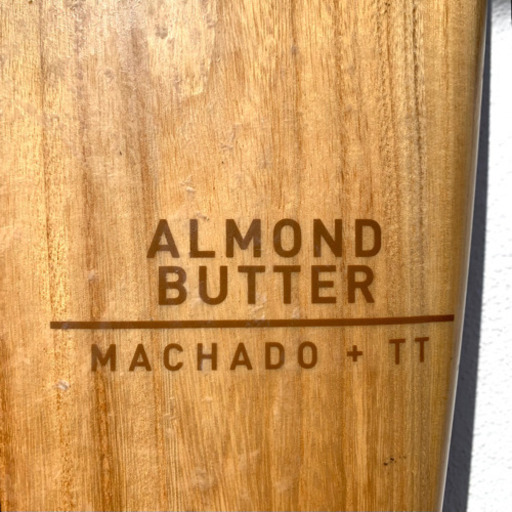 ALMOND
BUTTER
MACHADO + TT